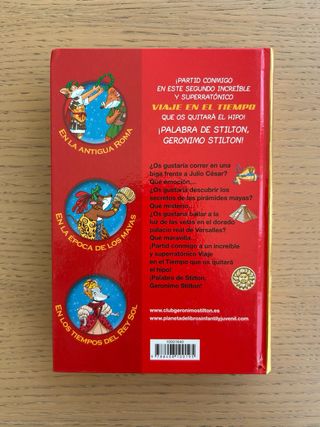 ¡PARTID CONMIGO
EN ESTE SEGUNDO INCREÍBLE
Y SUPERRATÓNICO
VIAJE EN EL TIEMPO
QUE OS QUITARÁ EL HIPO!
¡PALABRA DE STILTON,
GERONIMO STILTON!
EN LA ANTIGUA ROMA
¿Os gustaría correr en una
biga frente a Julio César?
Qué emoción...
¿Os gustaría descubrir los
secretos de las pirámides mayas?
Qué misterio...
¿Os gustaría bailar a la
luz de las velas en el dorado
palacio real de Versalles?
Qué maravilla...
¡Partid conmigo a un increíble
y superratónico Viaje
en el Tiempo que os quitará
el hipo!
¡Palabra de Stilton,
Geronimo Stilton!
EN LA ÉPOCA DE LOS MAYAS
EN LOS TIEMPOS DEL REY SOL
www.clubgeronimostilton.es
www.planetadelibrosinfantilyjuvenil.com